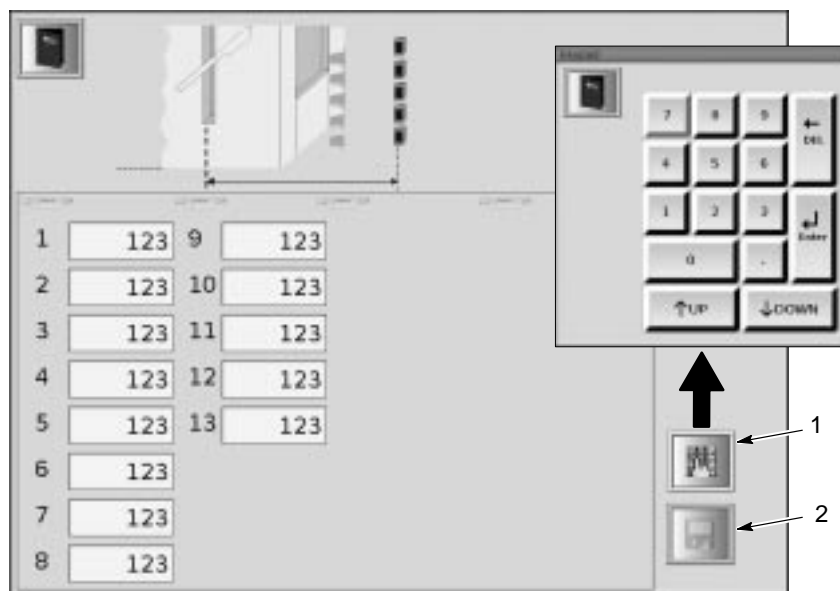 7 8 9 DEL
4 5 6
1 2 3 Enter
0 .
UP DOWN
1 123 9 123
2 123 10 123
3 123 11 123
4 123 12 123
5 123 13 123
6 123
7 123
8 123
1
2